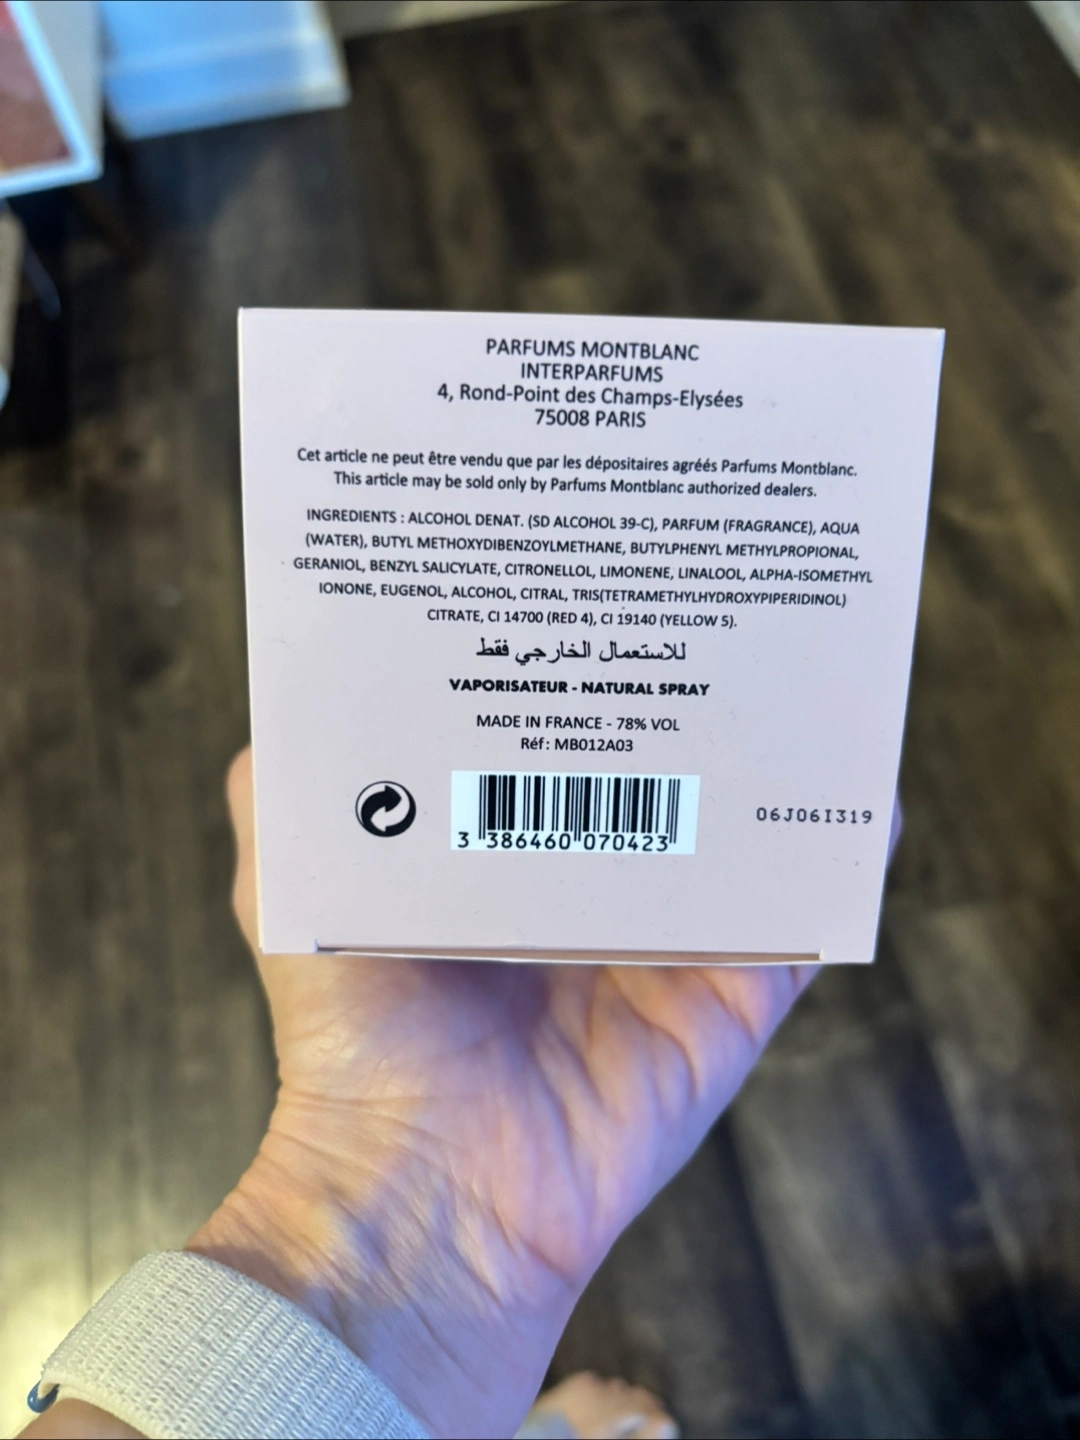 PARFUMS MONTBLANC
INTERPARFUMS
4, Rond-Point des Champs-Elysées
75008 PARIS
Cet article ne peut être vendu que par les dépositaires agréés Parfums Montblanc.
This article may be sold only by Parfums Montblanc authorized dealers.
INGREDIENTS : ALCOHOL DENAT. (SD ALCOHOL 39-C), PARFUM (FRAGRANCE), AQUA
(WATER), BUTYL METHOXYDIBENZOYLMETHANE, BUTYLPHENYL METHYLPROPIONAL,
GERANIOL, BENZYL SALICYLATE, CITRONELLOL, LIMONENE, LINALOOL, ALPHA-ISOMETHYL
IONONE, EUGENOL, ALCOHOL, CITRAL, TRIS(TETRAMETHYLHYDROXYPIPERIDINOL)
CITRATE, CI 14700 (RED 4), CI 19140 (YELLOW 5).
للاستعمال الخارجي فقط
VAPORISATEUR - NATURAL SPRAY
MADE IN FRANCE - 78% VOL
Réf: MB012A03
06J06I319
3 386460 070423